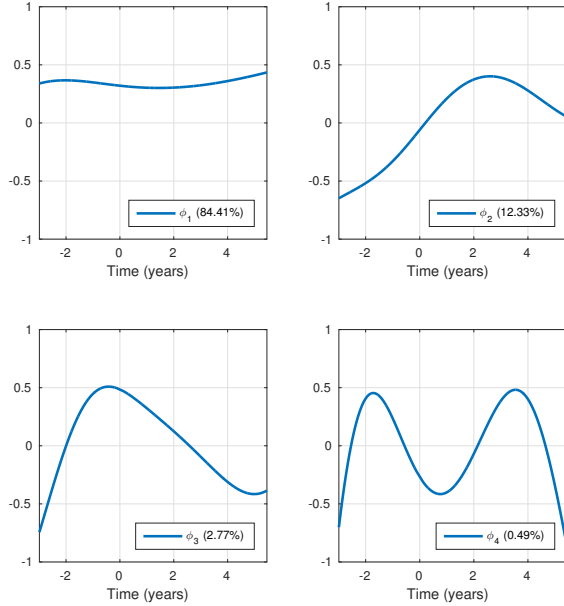 1
0.5
0
-0.5
-1
-2 0 2 4
Time (years)
ϕ1 (84.41%)
1
0.5
0
-0.5
-1
-2 0 2 4
Time (years)
ϕ2 (12.33%)
1
0.5
0
-0.5
-1
-2 0 2 4
Time (years)
ϕ3 (2.77%)
1
0.5
0
-0.5
-1
-2 0 2 4
Time (years)
ϕ4 (0.49%)